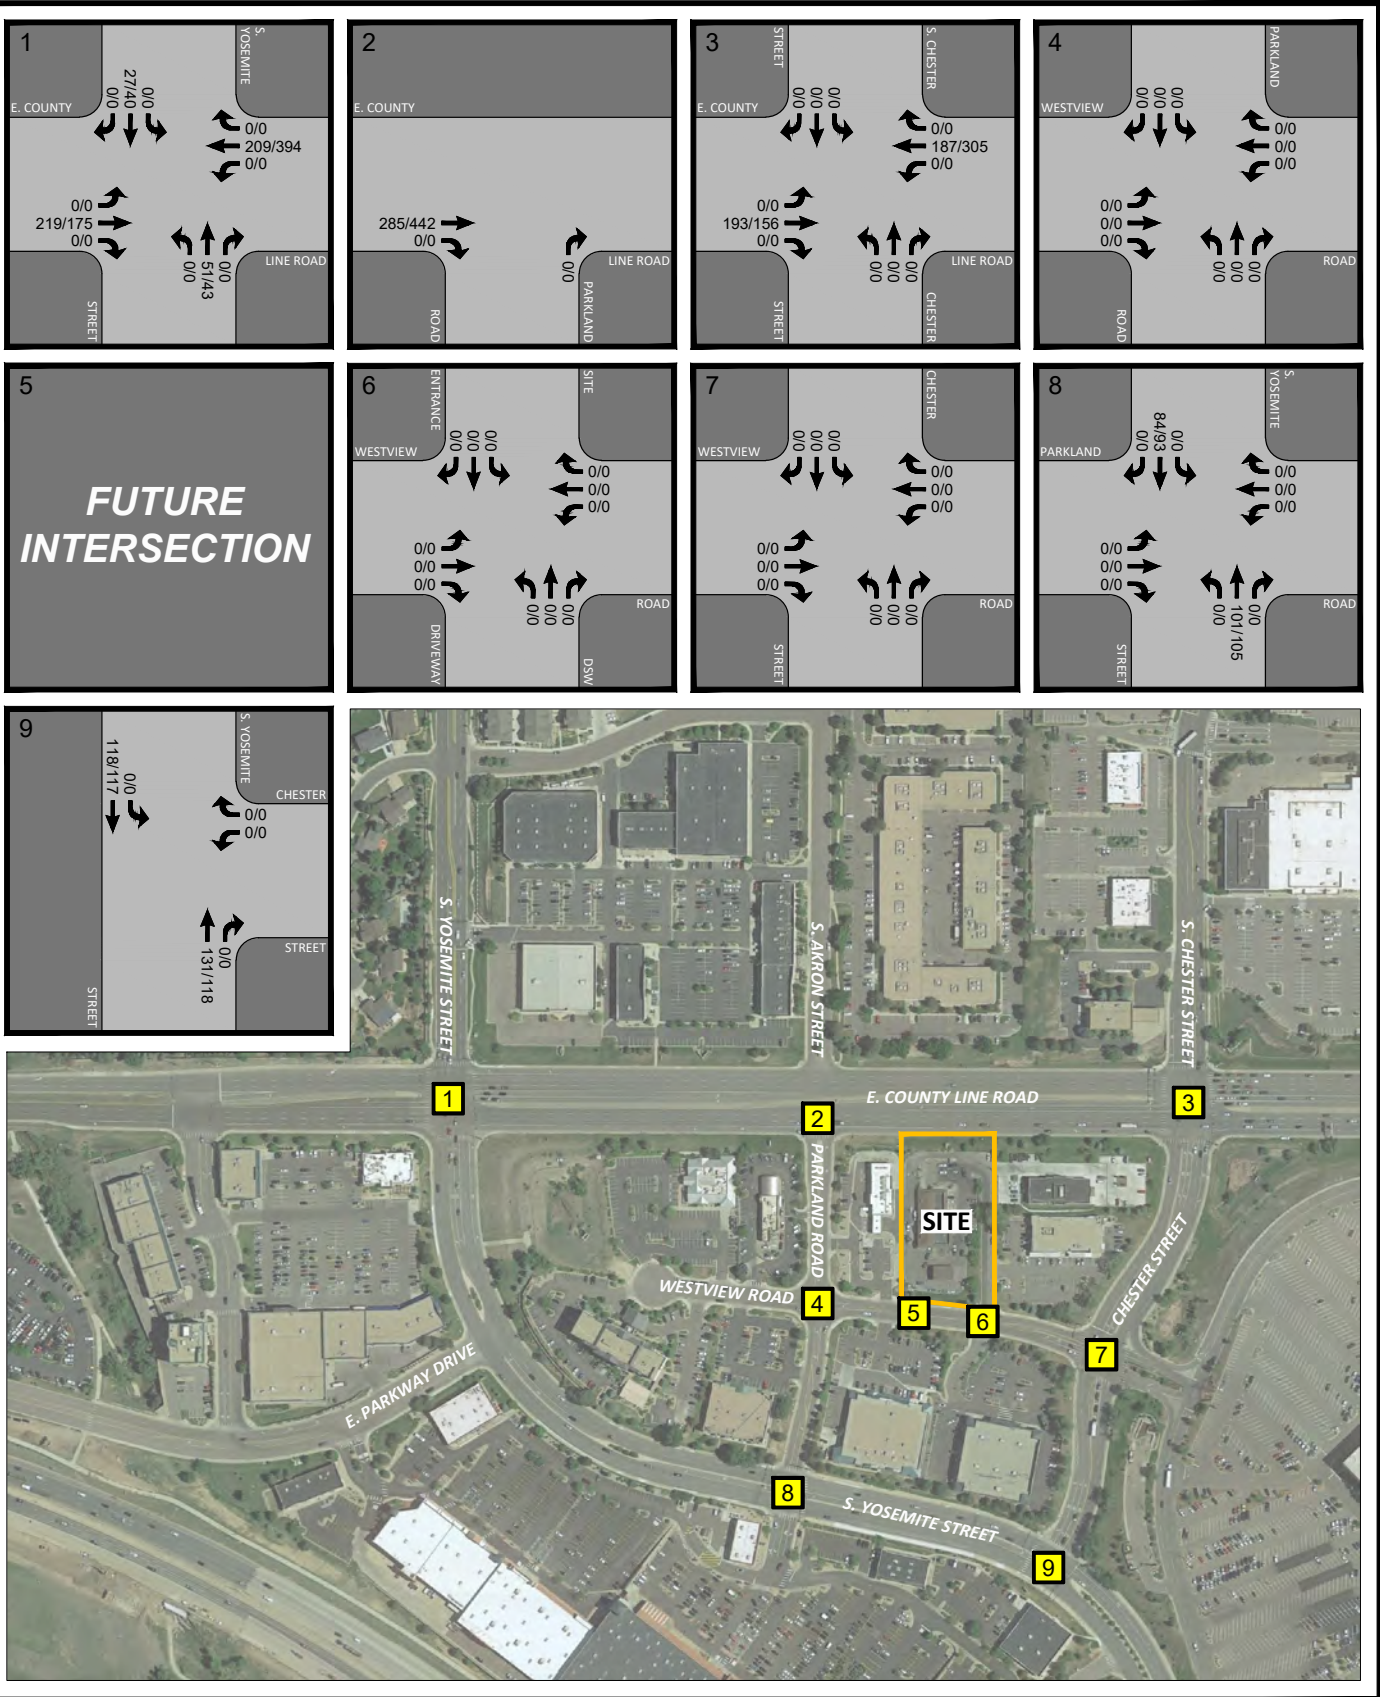 1
S.
YOSEMITE
E. COUNTY
0/0
27/40
0/0
0/0
209/394
0/0
0/0
219/175
0/0
0/0
51/43
0/0
LINE ROAD
STREET
2
E. COUNTY
285/442
0/0
0/0
LINE ROAD
ROAD
PARKLAND
3
STREET
S. CHESTER
E. COUNTY
0/0
0/0
0/0
0/0
187/305
0/0
0/0
193/156
0/0
0/0
0/0
0/0
LINE ROAD
STREET
CHESTER
4
PARKLAND
WESTVIEW
0/0
0/0
0/0
0/0
0/0
0/0
0/0
0/0
0/0
0/0
0/0
0/0
ROAD
ROAD
5
FUTURE
INTERSECTION
6
ENTRANCE
SITE
WESTVIEW
0/0
0/0
0/0
0/0
0/0
0/0
0/0
0/0
0/0
0/0
0/0
0/0
ROAD
DRIVEWAY
DSW
7
CHESTER
WESTVIEW
0/0
0/0
0/0
0/0
0/0
0/0
0/0
0/0
0/0
0/0
0/0
0/0
ROAD
STREET
8
S.
YOSEMITE
PARKLAND
0/0
84/93
0/0
0/0
0/0
0/0
0/0
0/0
0/0
0/0
101/105
0/0
ROAD
STREET
9
S. YOSEMITE
CHESTER
118/117
0/0
0/0
0/0
131/118
0/0
STREET
STREET
S. YOSEMITE STREET
S. AKRON STREET
S. CHESTER STREET
E. COUNTY LINE ROAD
1
2
3
PARKLAND ROAD
SITE
WESTVIEW ROAD
CHESTER STREET
4
5
6
7
E. PARKWAY DRIVE
8
S. YOSEMITE STREET
9